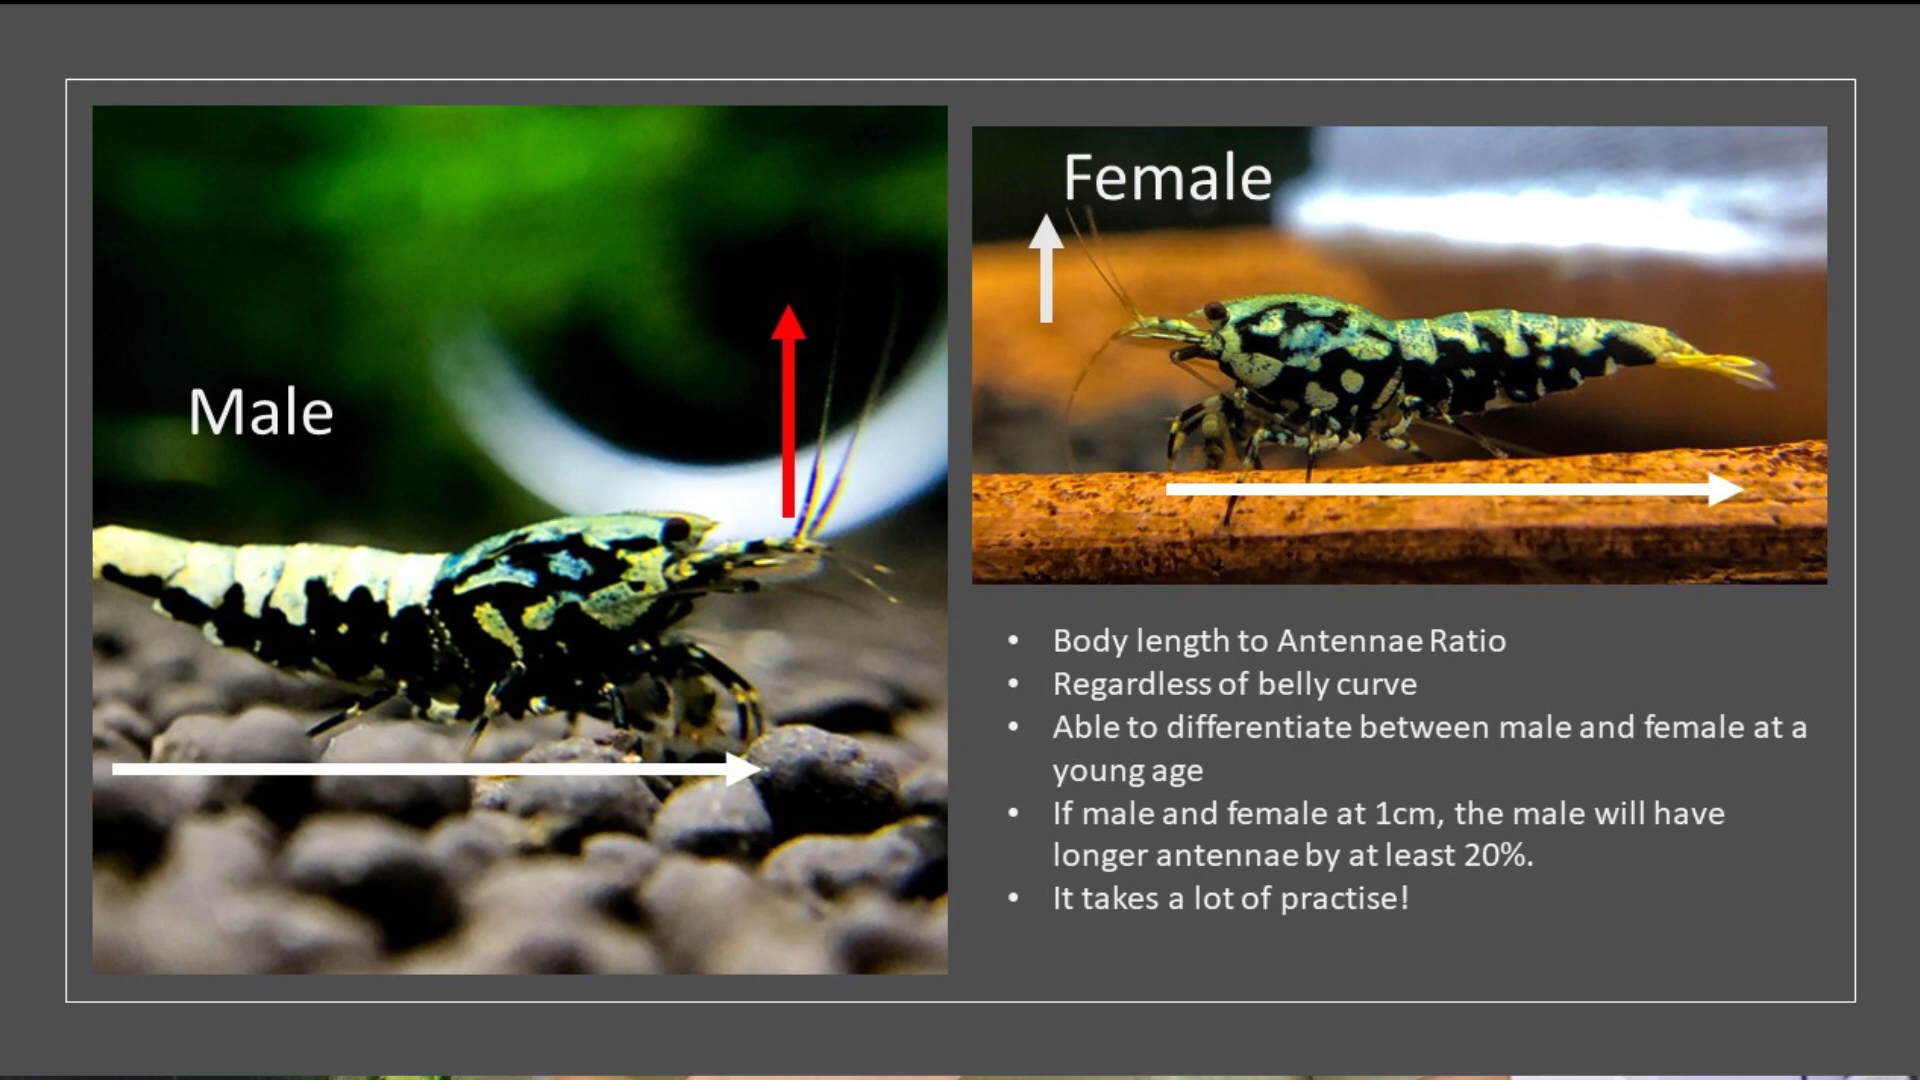 Male
Female
• Body length to Antennae Ratio
• Regardless of belly curve
• Able to differentiate between male and female at a
young age
• If male and female at 1cm, the male will have
longer antennae by at least 20%.
• It takes a lot of practise!